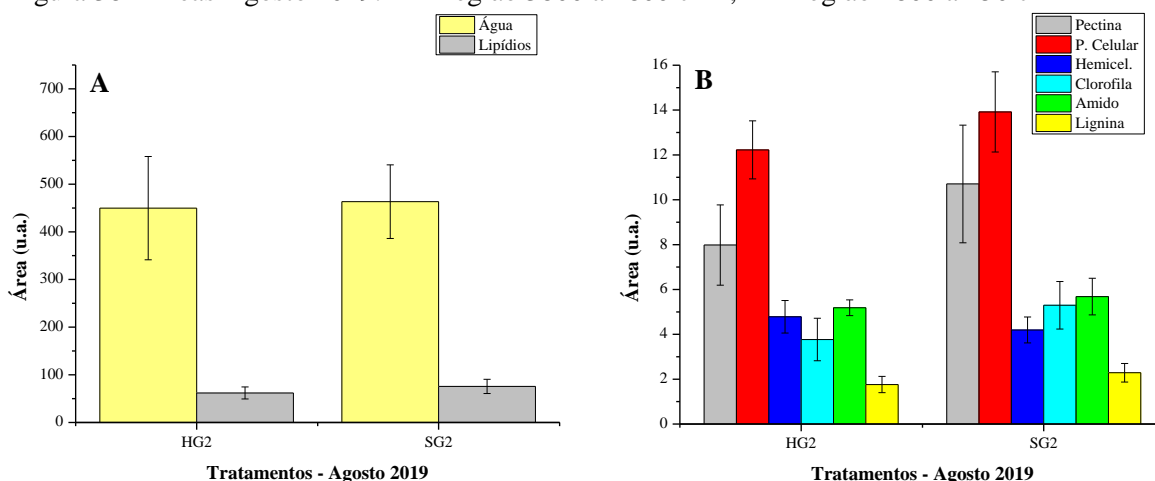 Água
Lipídios
A
700
600
500
400
300
200
100
0
Área (u.a.)
HG2
SG2
Tratamentos - Agosto 2019
Pectina
P. Celular
Hemicel.
Clorofila
Amido
Lignina
B
16
14
12
10
8
6
4
2
0
Área (u.a.)
HG2
SG2
Tratamentos - Agosto 2019